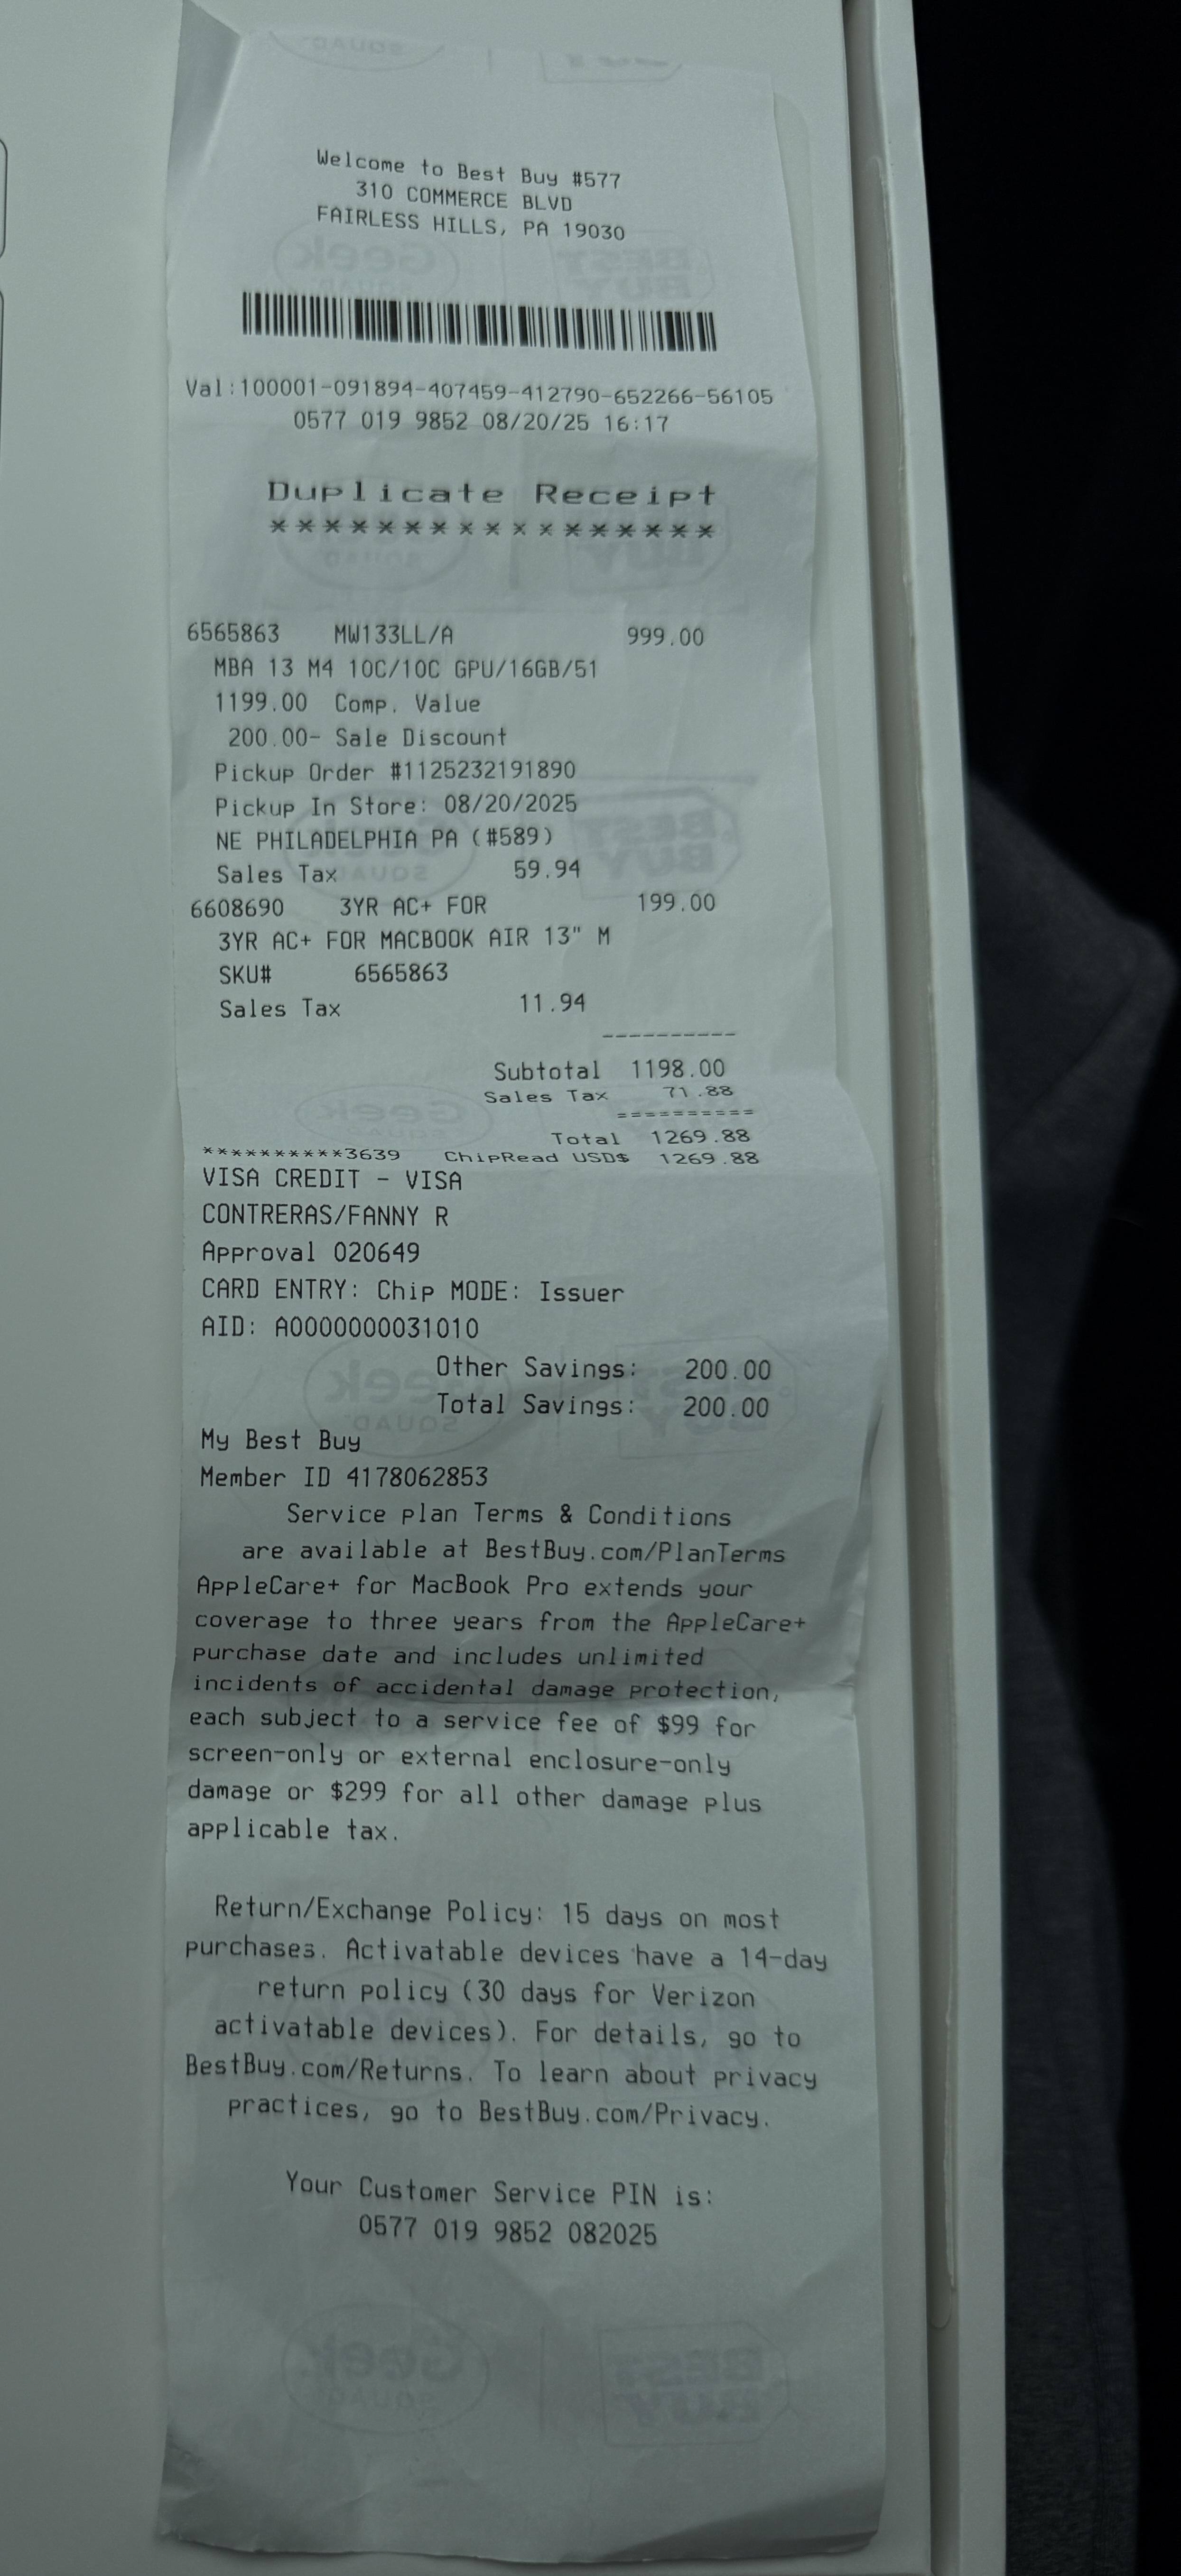 Welcome to Best Buy #577
310 COMMERCE BLVD
FAIRLESS HILLS, PA 19030
Val:100001-091894-407459-412790-652266-56105
0577 019 9852 08/20/25 16:17
Duplicate Receipt
*****************
6565863 MW133LL/A 999.00
MBA 13 M4 10C/10C GPU/16GB/51
1199.00 Comp. Value
200.00- Sale Discount
Pickup Order #1125232191890
Pickup In Store: 08/20/2025
NE PHILADELPHIA PA (#589)
Sales Tax 59.94
6608690 3YR AC+ FOR 199.00
3YR AC+ FOR MACBOOK AIR 13" M
SKU# 6565863
Sales Tax 11.94
----------
Subtotal 1198.00
Sales Tax 71.88
==========
Total 1269.88
**********3639 ChipRead USD$ 1269.88
VISA CREDIT - VISA
CONTRERAS/FANNY R
Approval 020649
CARD ENTRY: Chip MODE: Issuer
AID: A0000000031010
Other Savings: 200.00
Total Savings: 200.00
My Best Buy
Member ID 4178062853
Service plan Terms & Conditions
are available at BestBuy.com/PlanTerms
AppleCare+ for MacBook Pro extends your
coverage to three years from the AppleCare+
purchase date and includes unlimited
incidents of accidental damage protection,
each subject to a service fee of $99 for
screen-only or external enclosure-only
damage or $299 for all other damage plus
applicable tax.
Return/Exchange Policy: 15 days on most
purchases. Activatable devices have a 14-day
return policy (30 days for Verizon
activatable devices). For details, go to
BestBuy.com/Returns. To learn about privacy
practices, go to BestBuy.com/Privacy.
Your Customer Service PIN is:
0577 019 9852 082025